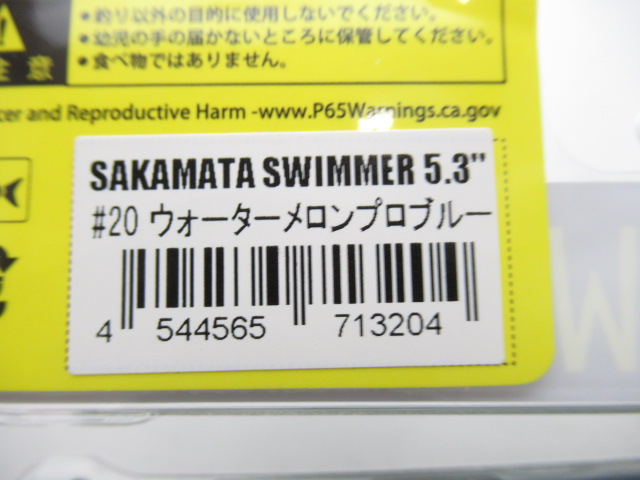 ●釣り以外の目的に使用しないでください。
●幼児の手の届かないところに保管してください。
注意
●食べ物ではありません。
cer and Reproductive Harm -www.P65Warnings.ca.gov
SAKAMATA SWIMMER 5.3"
#20 ウォーターメロンプロブルー
4 544565 713204